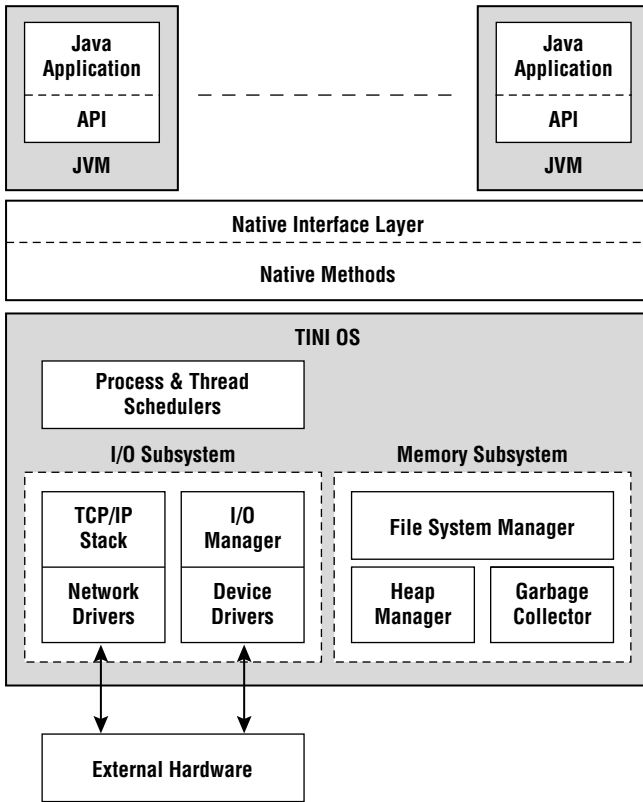 Java
Application
API
JVM
Java
Application
API
JVM
Native Interface Layer
Native Methods
TINI OS
Process & Thread
Schedulers
I/O Subsystem
TCP/IP
Stack
Network
Drivers
I/O
Manager
Device
Drivers
Memory Subsystem
File System Manager
Heap
Manager
Garbage
Collector
External Hardware